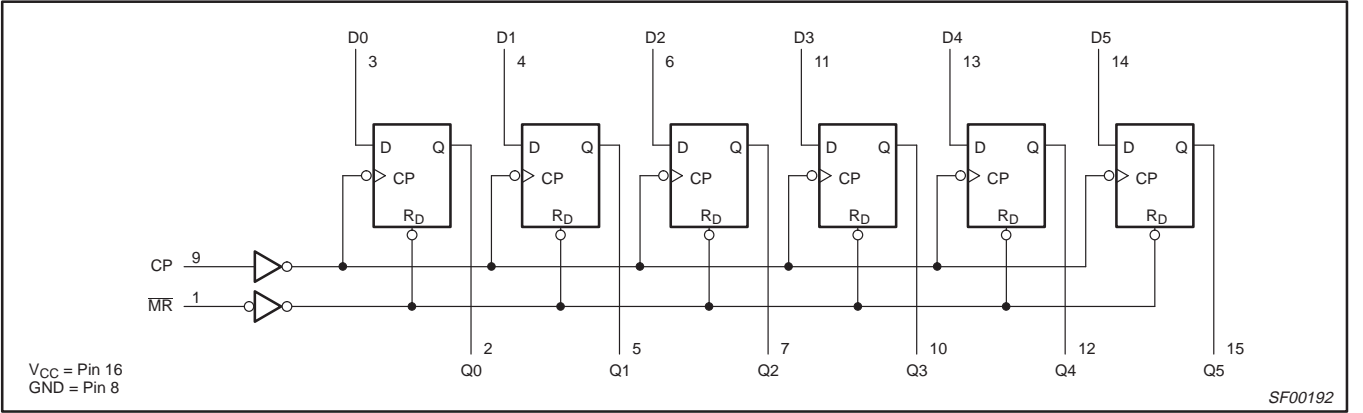 D0 D1 D2 D3 D4 D5
3 4 6 11 13 14
D Q D Q D Q D Q D Q D Q
CP CP CP CP CP CP
RD RD RD RD RD RD
CP 9
MR 1
2 5 7 10 12 15
Q0 Q1 Q2 Q3 Q4 Q5
VCC = Pin 16
GND = Pin 8
SF00192